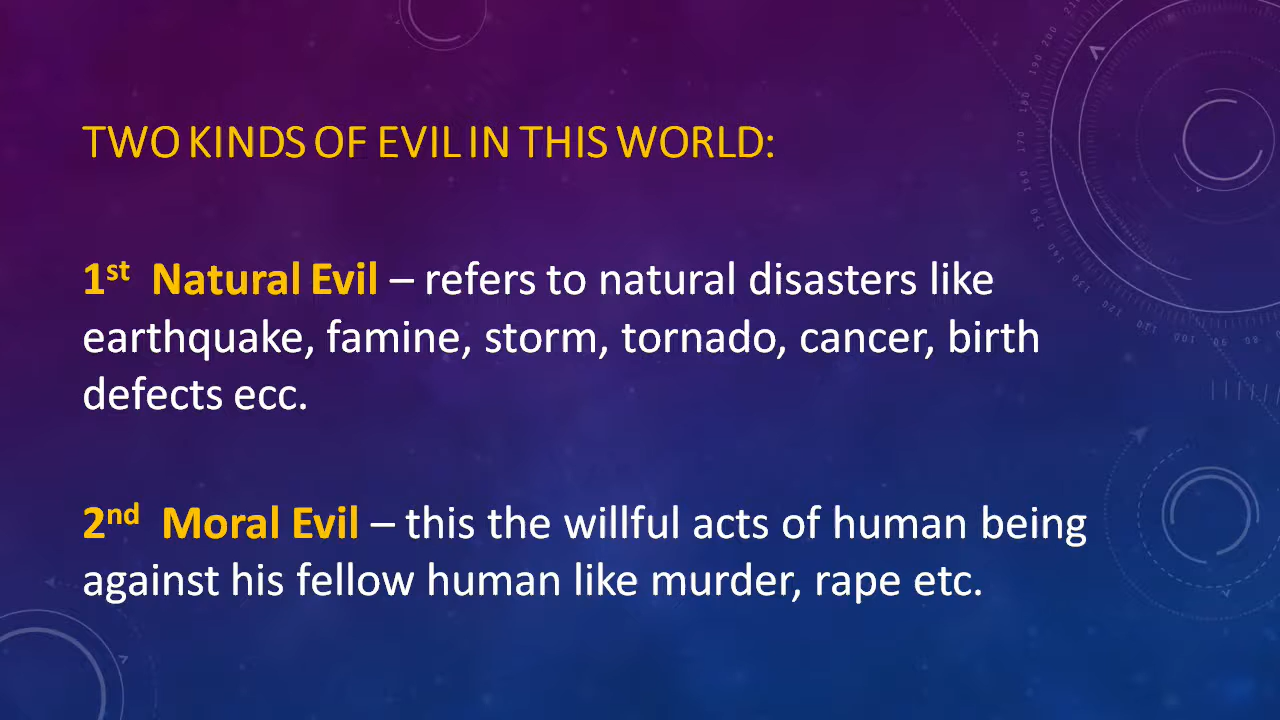 TWO KINDS OF EVIL IN THIS WORLD:
1st Natural Evil – refers to natural disasters like
earthquake, famine, storm, tornado, cancer, birth
defects ecc.
2nd Moral Evil – this the willful acts of human being
against his fellow human like murder, rape etc.